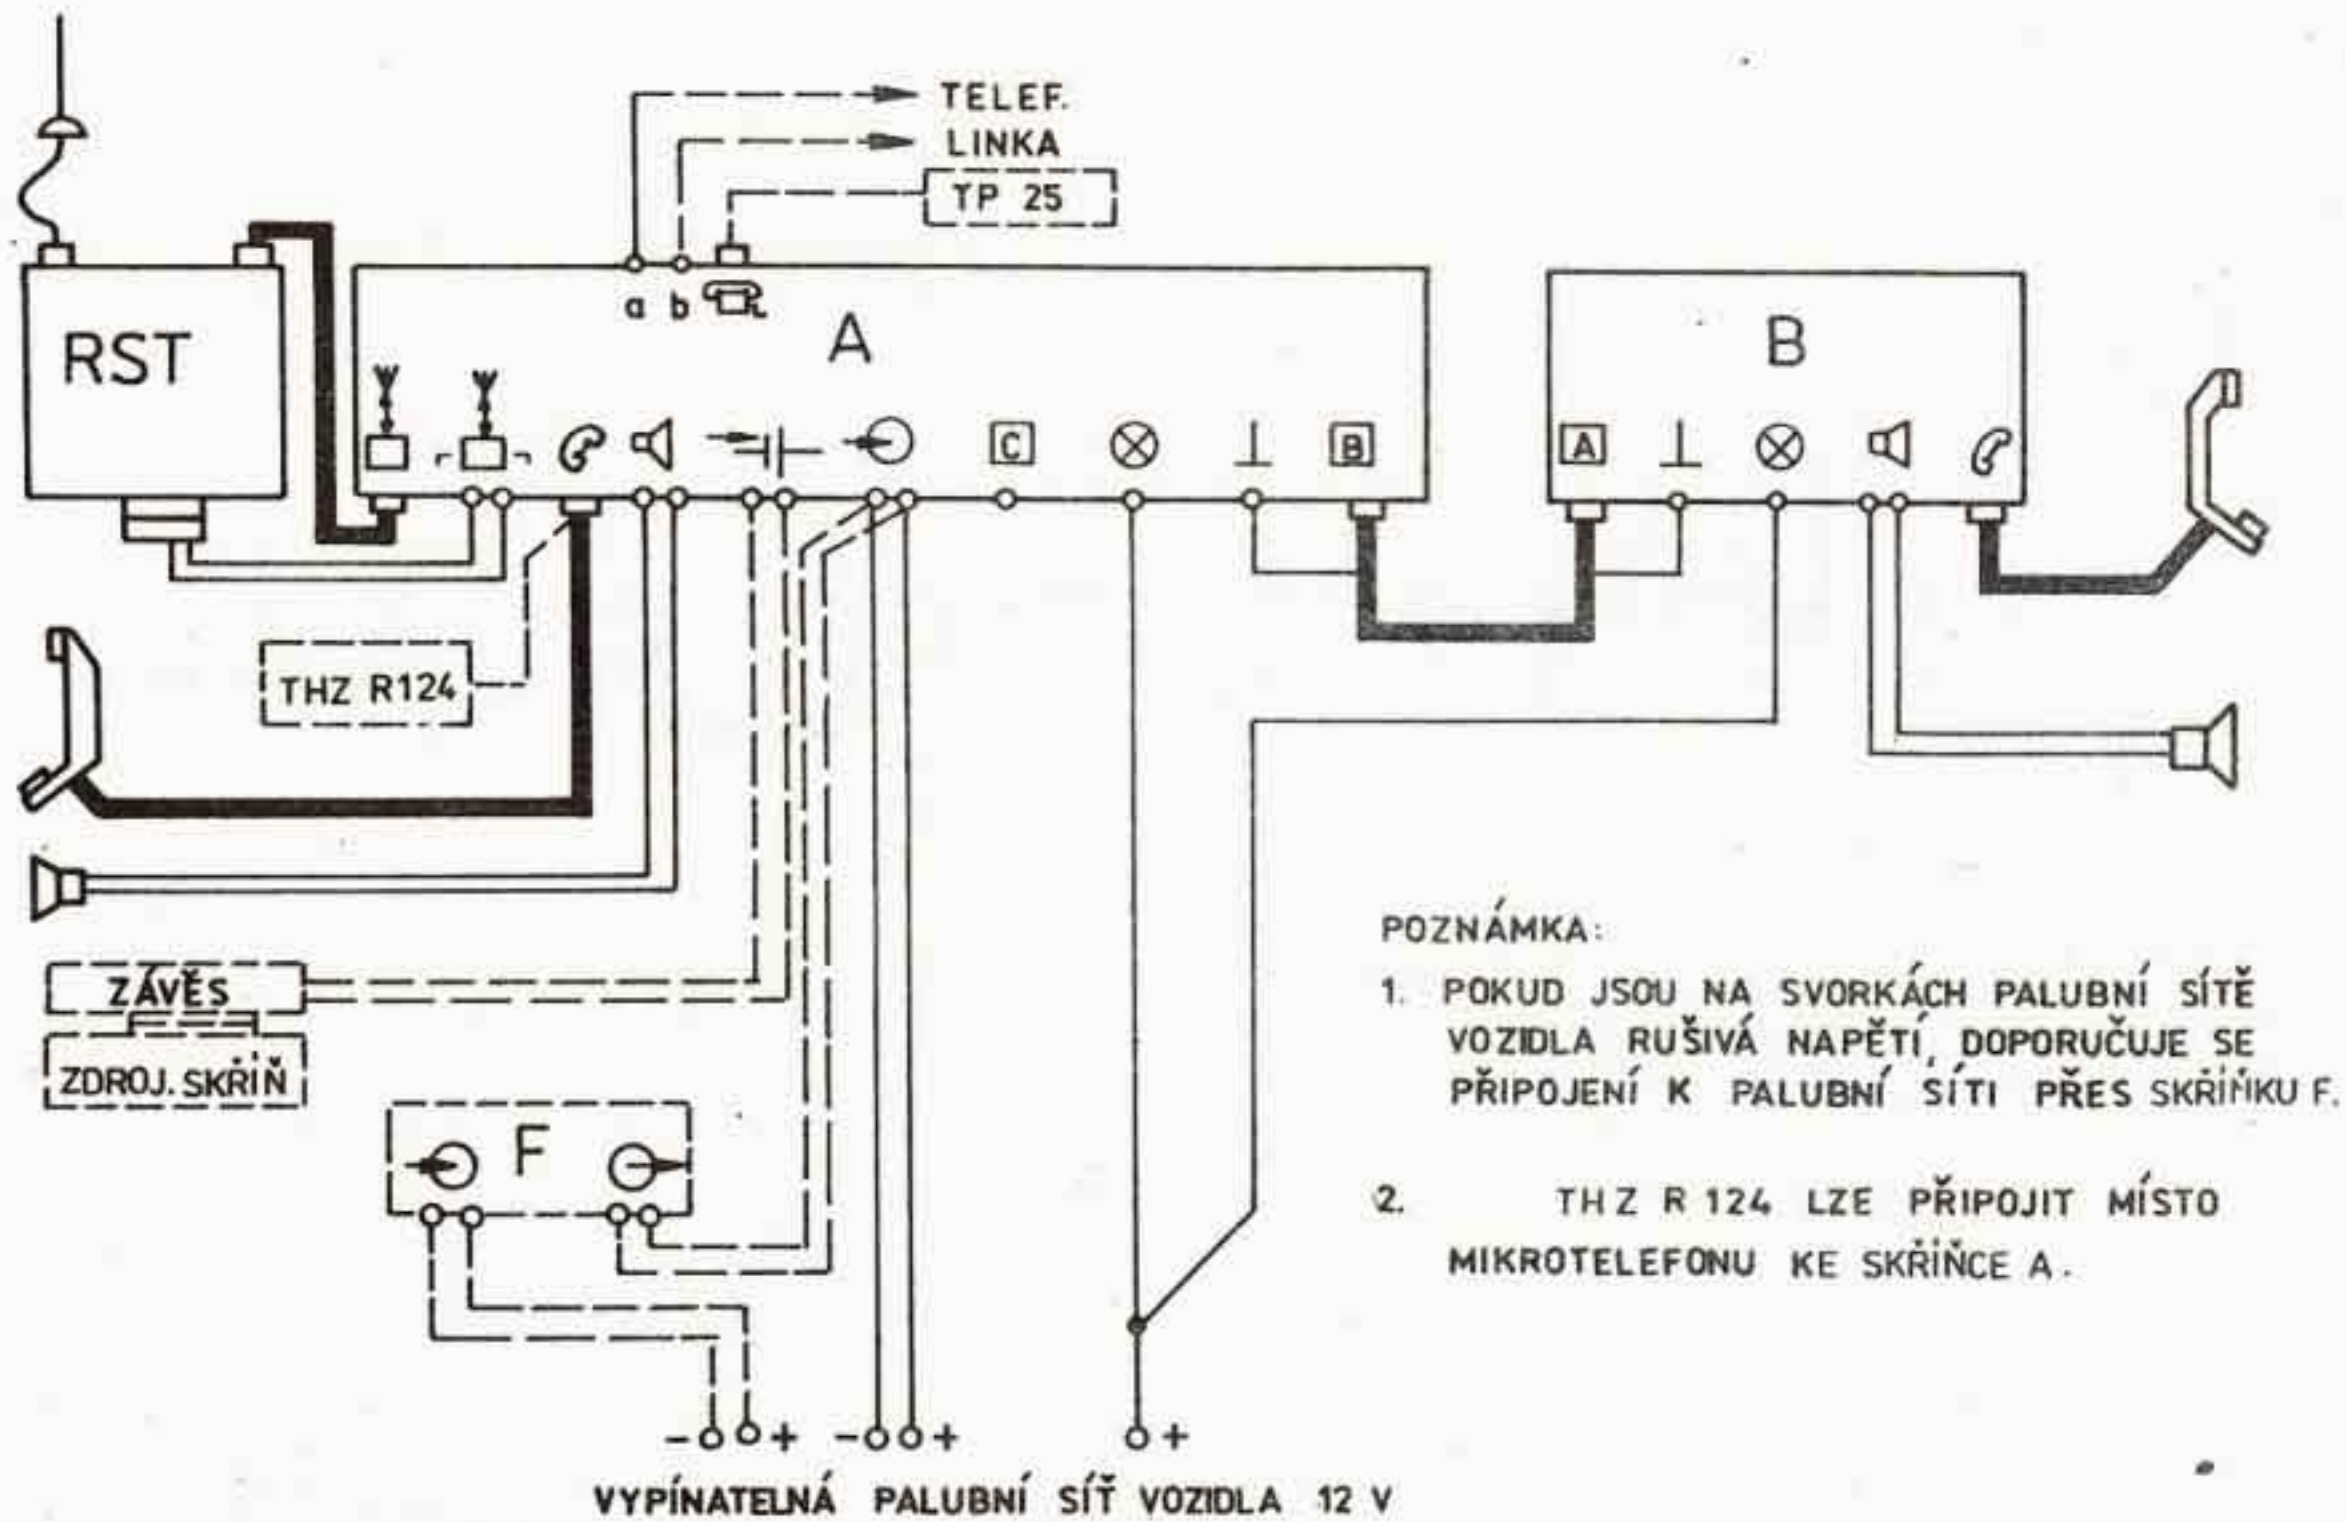 TELEF.
LINKA
TP 25
a b
RST
A
B
C
B
A
THZ R124
ZÁVĚS
ZDROJ. SKŘÍŇ
F
POZNÁMKA:
1. POKUD JSOU NA SVORKÁCH PALUBNÍ SÍTĚ
VOZIDLA RUŠIVÁ NAPĚTÍ, DOPORUČUJE SE
PŘIPOJENÍ K PALUBNÍ SÍTI PŘES SKŘÍŇKU F.
2. THZ R 124 LZE PŘIPOJIT MÍSTO
MIKROTELEFONU KE SKŘÍŇCE A.
- + - + +
VYPÍNATELNÁ PALUBNÍ SÍŤ VOZIDLA 12 V